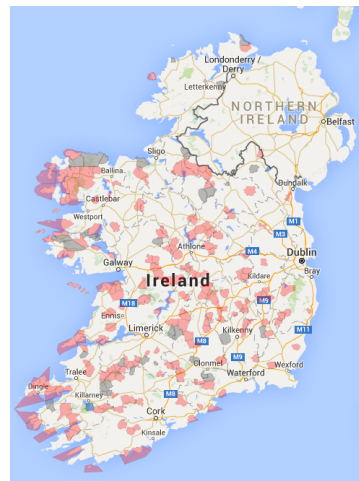 Londonderry/
Derry
Letterkenny
NORTHERN
IRELAND
Belfast
Sligo
Ballina
Castlebar
Westport
Dundalk
M1
M3
Athlone
M4
Dublin
Galway
Bray
Ireland
Kildare
M18
M9
Ennis
Limerick
M11
Kilkenny
M8
Clonmel
M9
Wexford
Tralee
Waterford
Dingle
Killarney
M8
Cork
Kinsale